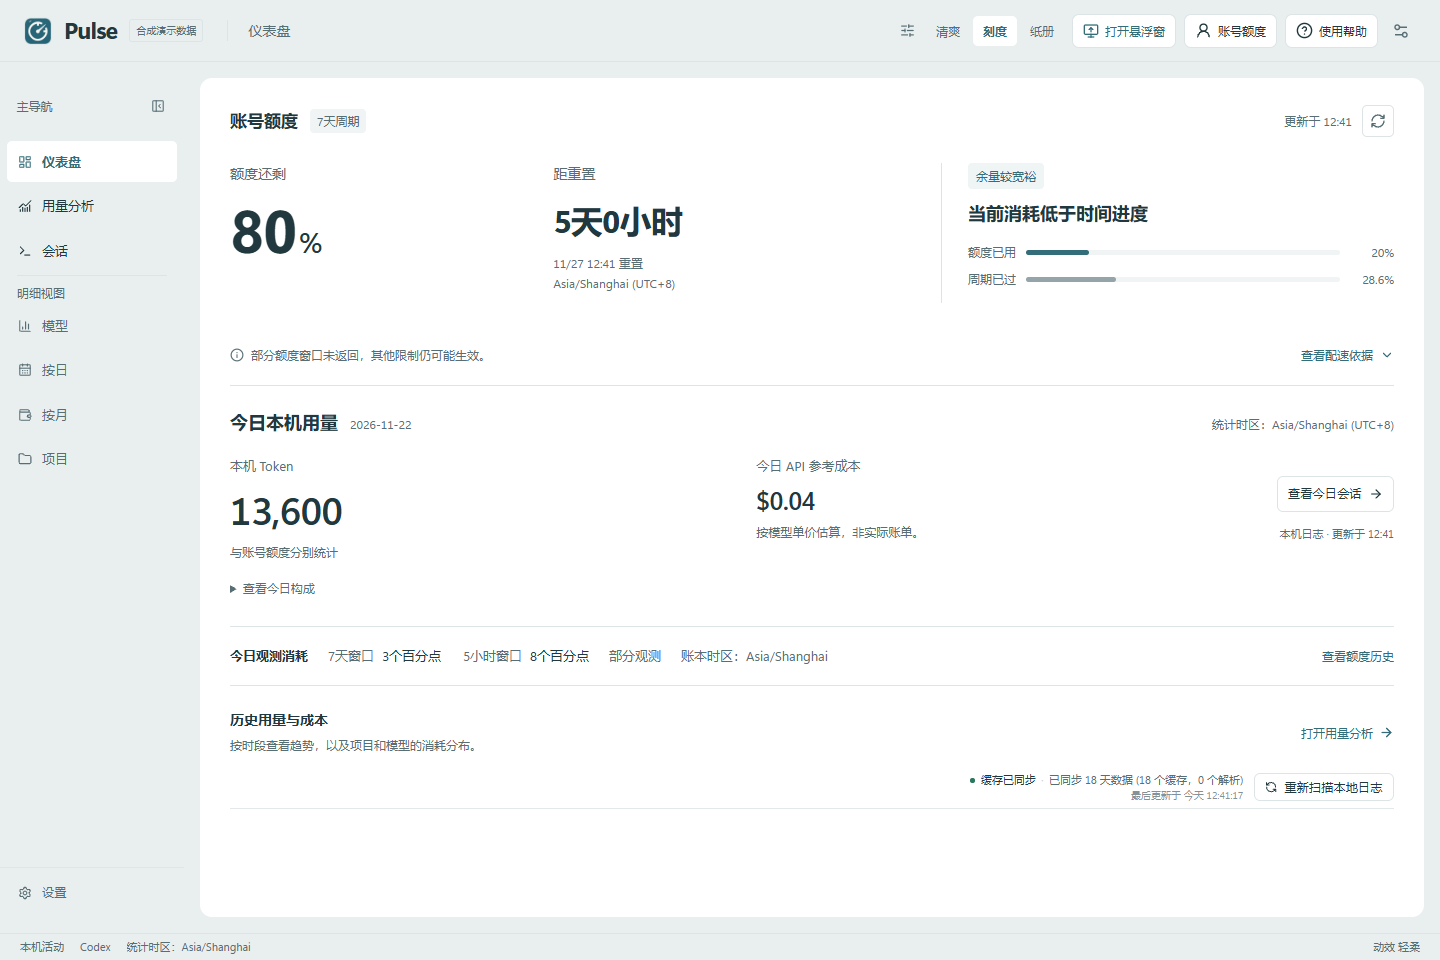 Pulse 合成演示数据 仪表盘 清爽 刻度 纸册 打开悬浮窗 账号额度 使用帮助
主导航
仪表盘
用量分析
会话
明细视图
模型
按日
按月
项目
设置
账号额度 7天周期 更新于 12:41
额度还剩
80%
距重置
5天0小时
11/27 12:41 重置
Asia/Shanghai (UTC+8)
余量较宽裕
当前消耗低于时间进度
额度已用 20%
周期已过 28.6%
部分额度窗口未返回，其他限制仍可能生效。 查看配速依据
今日本机用量 2026-11-22 统计时区：Asia/Shanghai (UTC+8)
本机 Token
13,600
与账号额度分别统计
今日 API 参考成本
$0.04
按模型单价估算，非实际账单。
查看今日会话
本机日志 · 更新于 12:41
查看今日构成
今日观测消耗 7天窗口 3个百分点 5小时窗口 8个百分点 部分观测 账本时区：Asia/Shanghai 查看额度历史
历史用量与成本
按时段查看趋势，以及项目和模型的消耗分布。
打开用量分析
缓存已同步 · 已同步 18 天数据 (18 个缓存，0 个解析)
最后更新于 今天 12:41:17
重新扫描本地日志
本机活动 Codex 统计时区：Asia/Shanghai 动效 轻柔